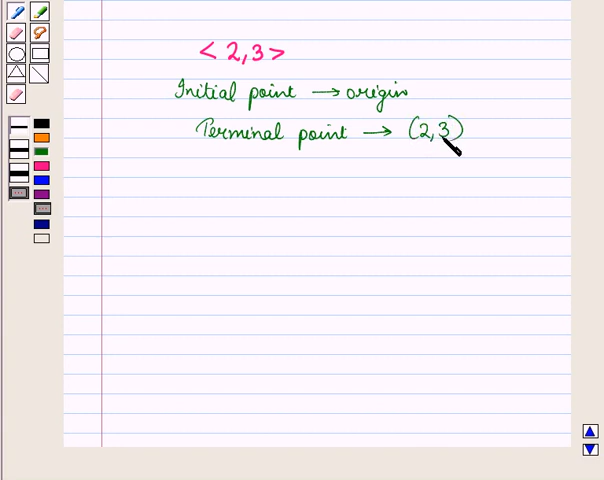 < 2, 3 >
Initial point → origin
Terminal point → (2, 3)